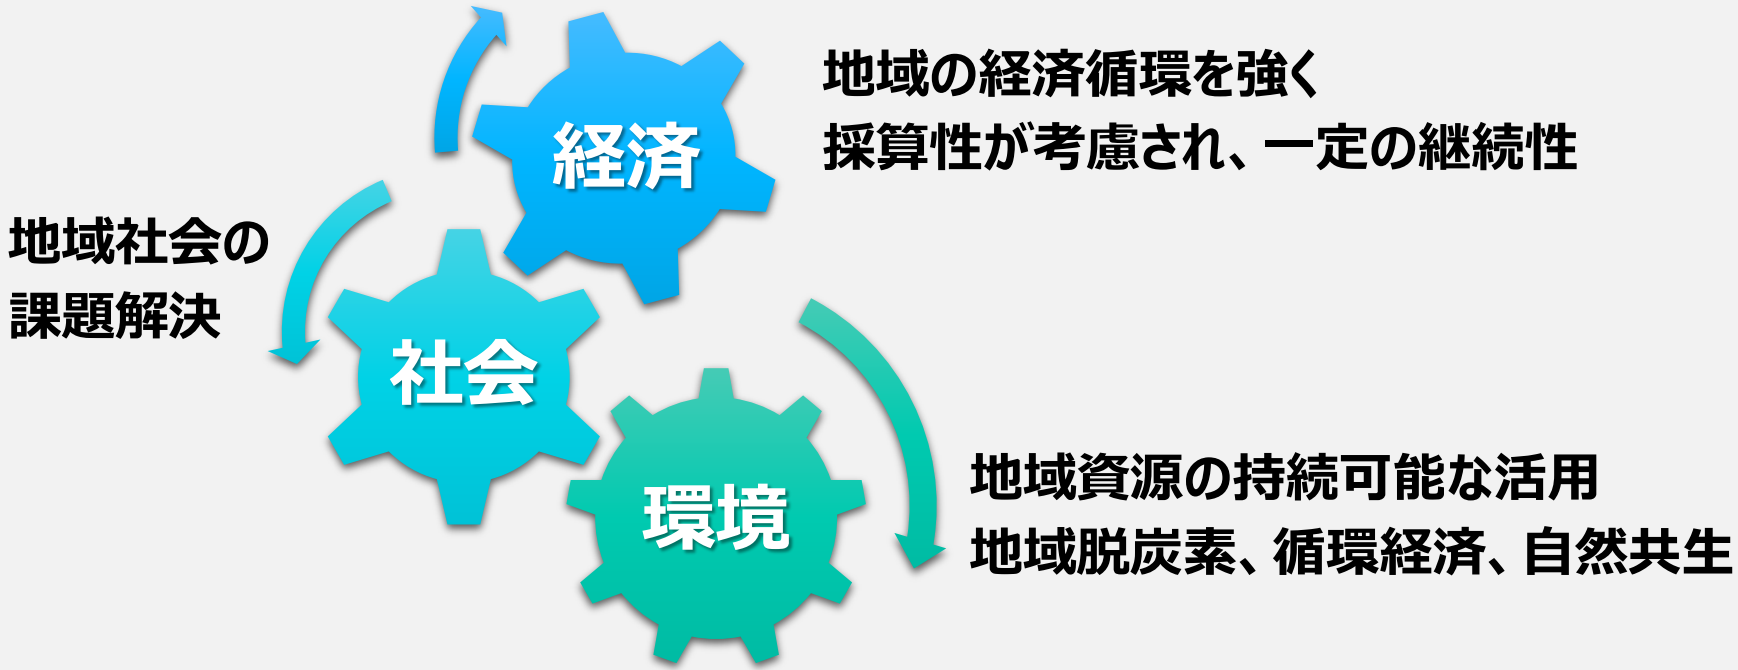 地域の経済循環を強く
採算性が考慮され、一定の継続性
経済
地域社会の
課題解決
社会
環境
地域資源の持続可能な活用
地域脱炭素、循環経済、自然共生